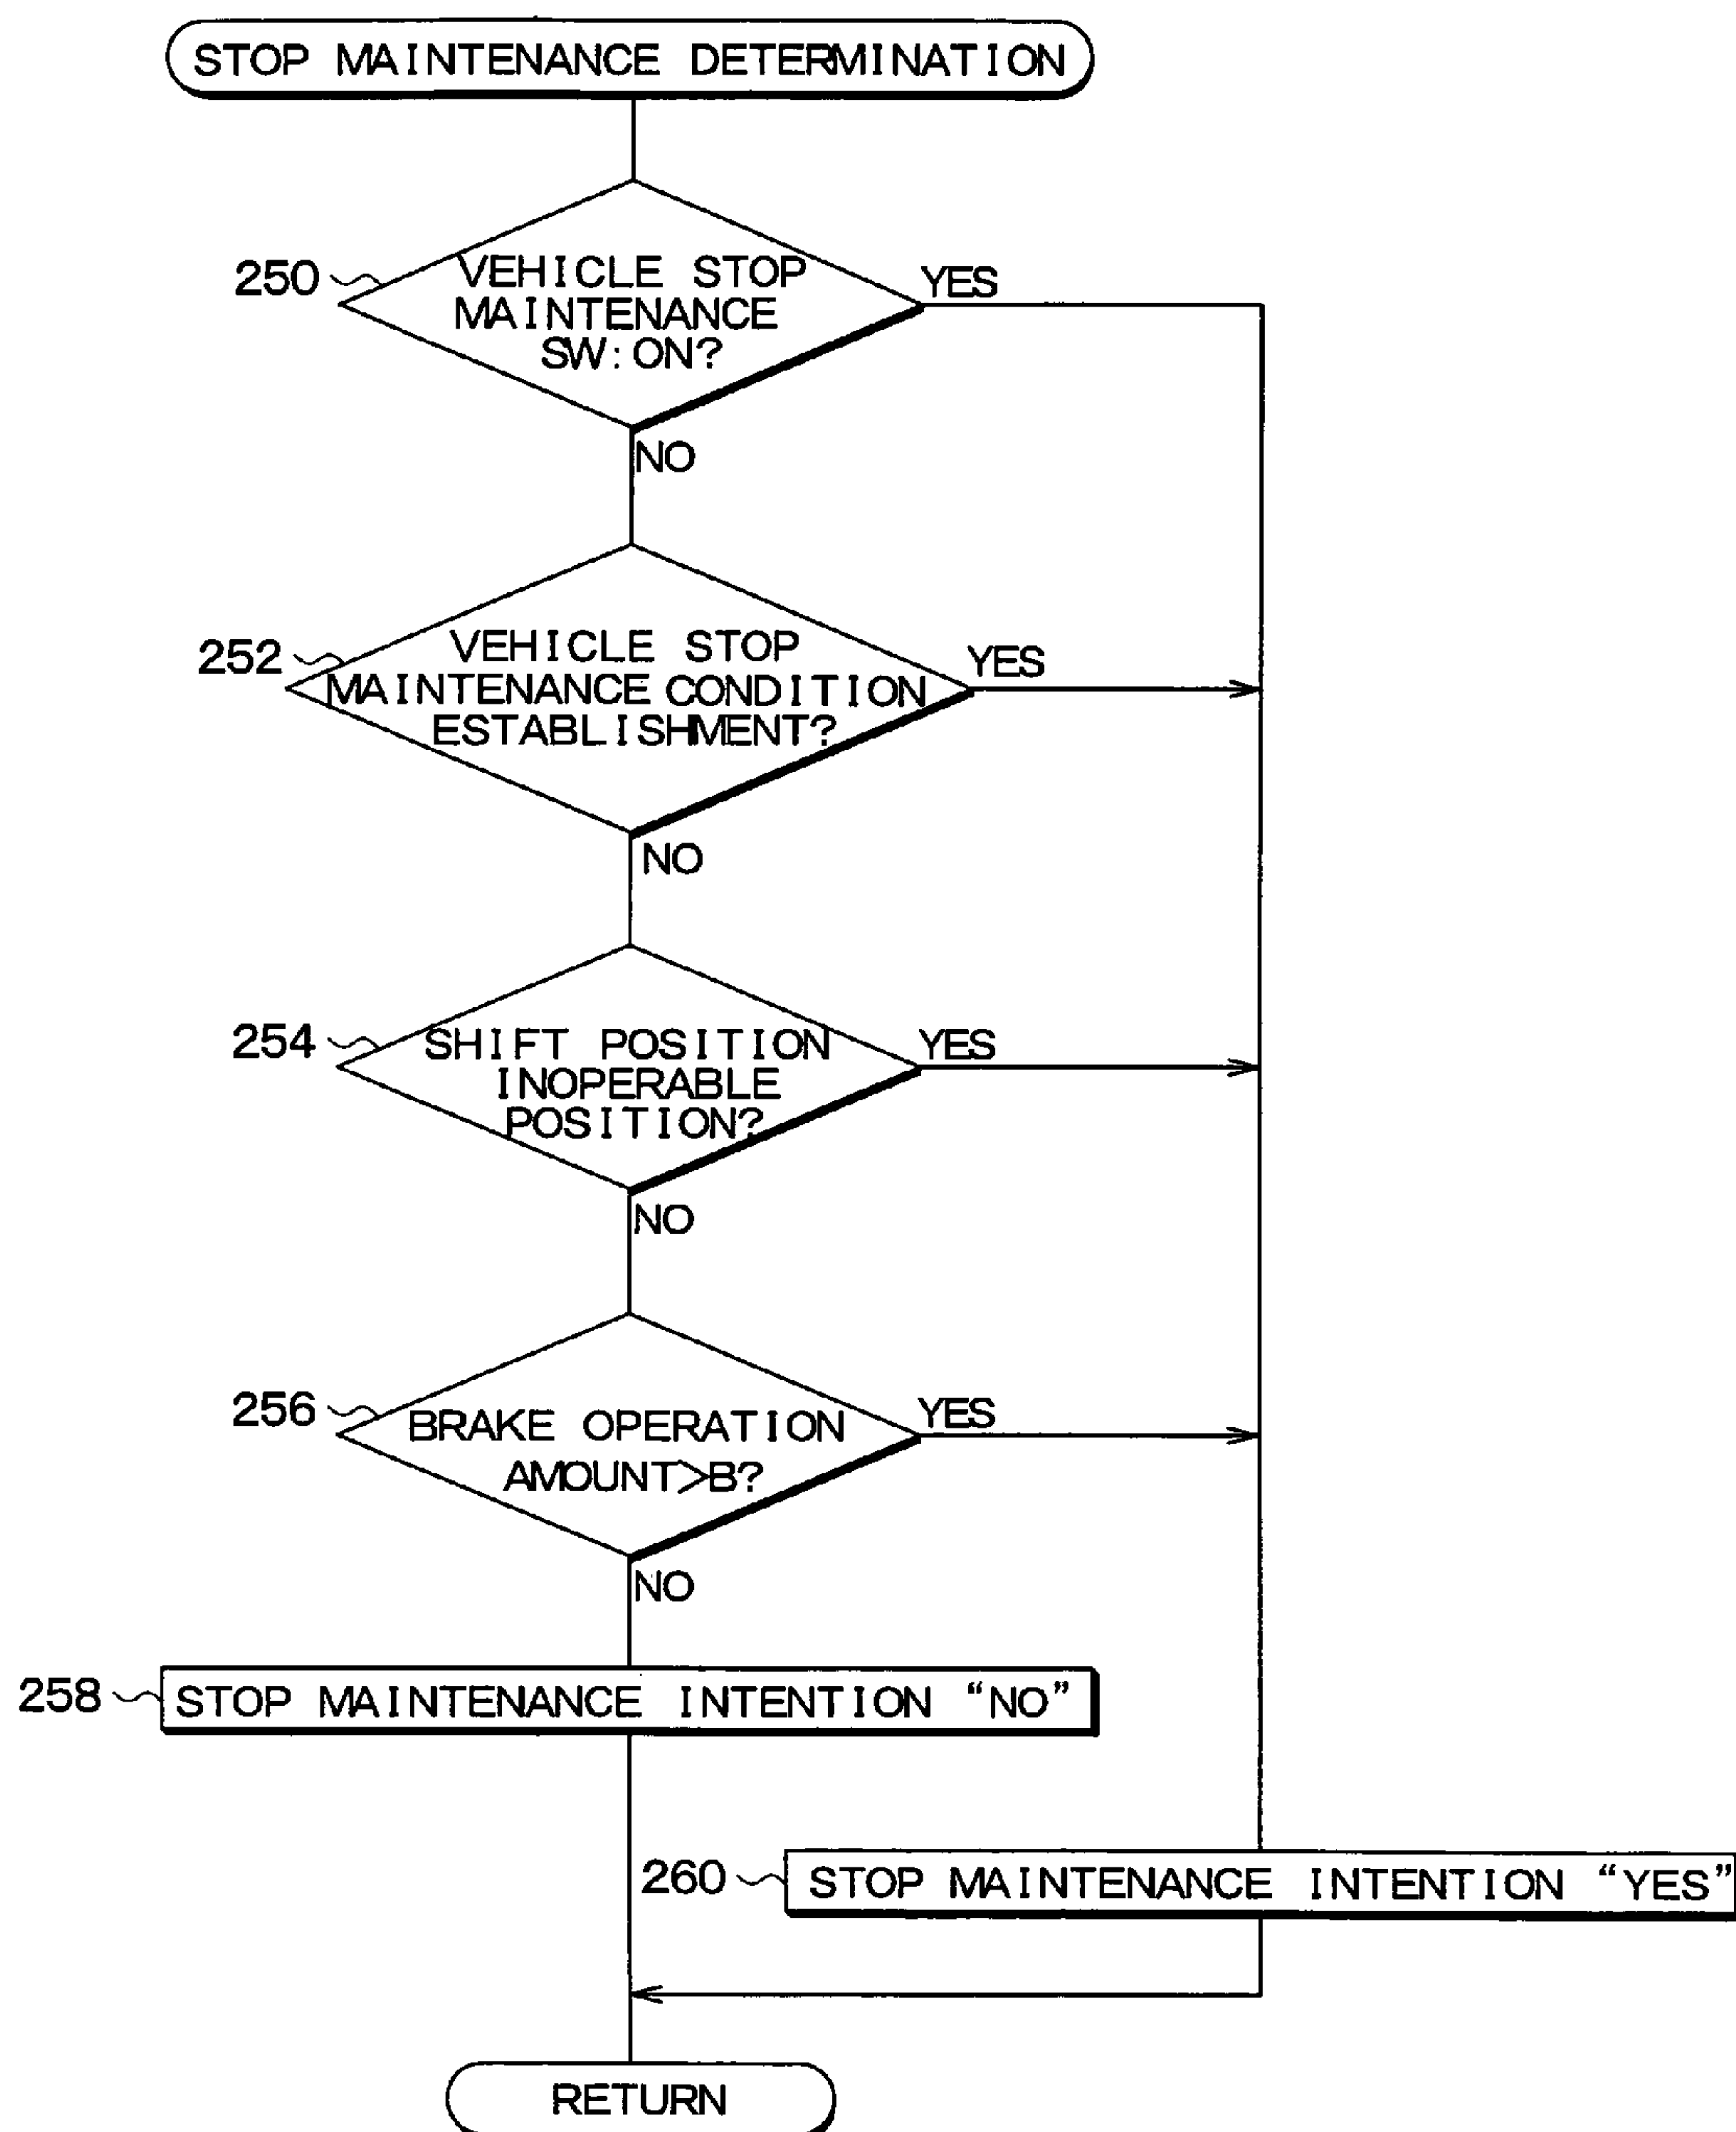 STOP MAINTENANCE DETERMINATION
250
VEHICLE STOP
MAINTENANCE
SW:ON?
YES
NO
252
VEHICLE STOP
MAINTENANCE CONDITION
ESTABLISHMENT?
YES
NO
254
SHIFT POSITION
INOPERABLE
POSITION?
YES
NO
256
BRAKE OPERATION
AMOUNT>B?
YES
NO
258
STOP MAINTENANCE INTENTION “NO”
260
STOP MAINTENANCE INTENTION “YES”
RETURN